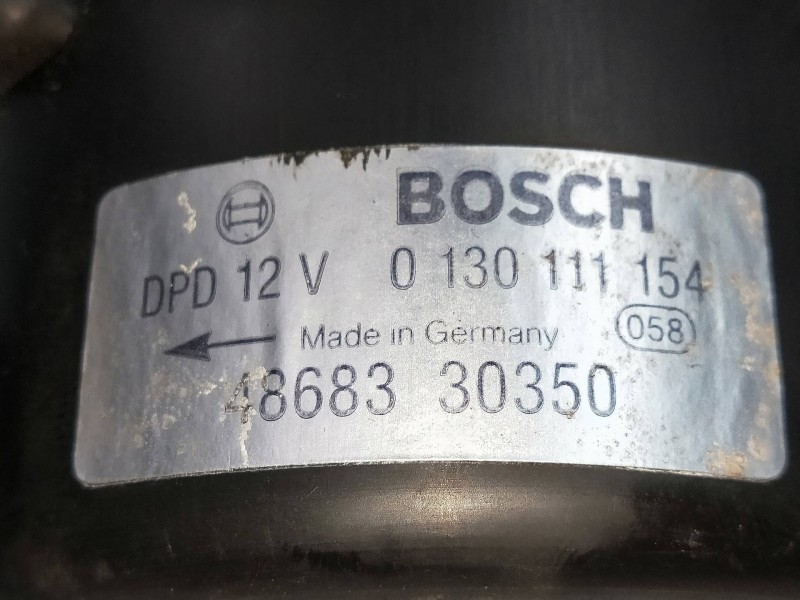 BOSCH
DPD 12 V 0 130 111 154
Made in Germany 058
48683 30350